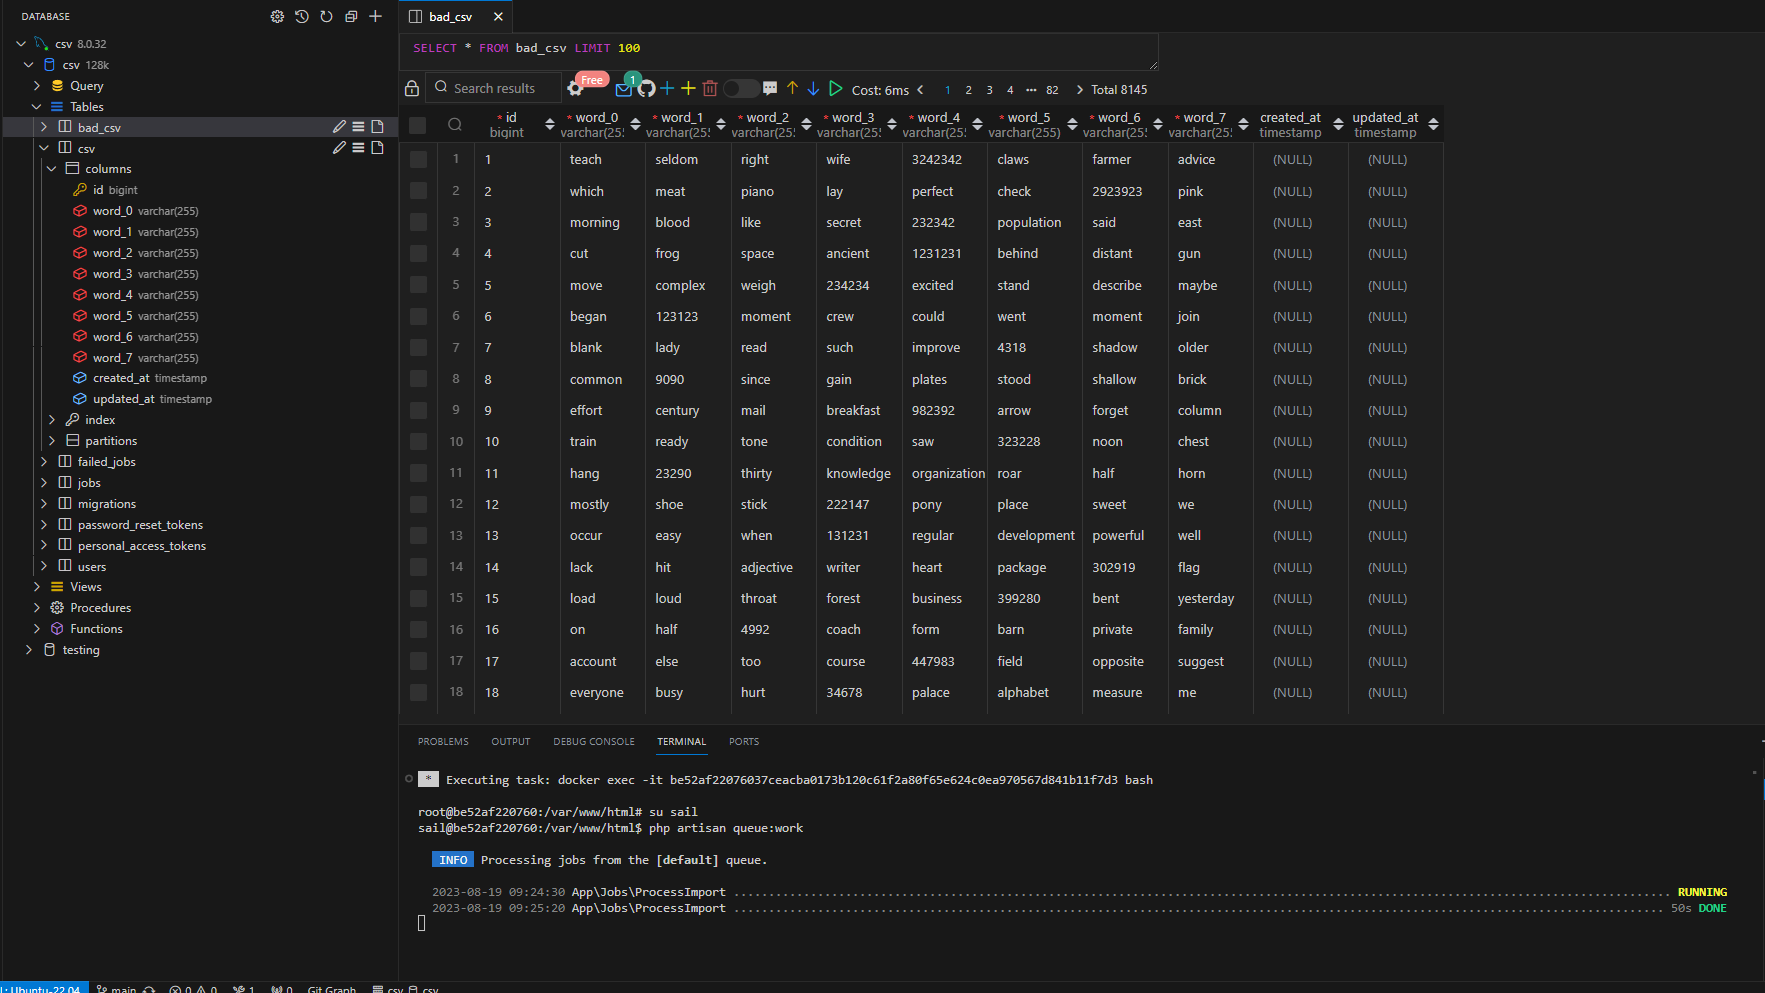 DATABASE
csv 8.0.32
csv 128k
Query
Tables
bad_csv
csv
columns
id bigint
word_0 varchar(255)
word_1 varchar(255)
word_2 varchar(255)
word_3 varchar(255)
word_4 varchar(255)
word_5 varchar(255)
word_6 varchar(255)
word_7 varchar(255)
created_at timestamp
updated_at timestamp
index
partitions
failed_jobs
jobs
migrations
password_reset_tokens
personal_access_tokens
users
Views
Procedures
Functions
testing
bad_csv
SELECT * FROM bad_csv LIMIT 100
Search results Free 1 Cost: 6ms 1 2 3 4 ••• 82 Total 8145
* id * word_0 * word_1 * word_2 * word_3 * word_4 * word_5 * word_6 * word_7 created_at updated_at
bigint varchar(25 varchar(25 varchar(25 varchar(25 varchar(25 varchar(255) varchar(25 varchar(25 timestamp timestamp
1 1 teach seldom right wife 3242342 claws farmer advice (NULL) (NULL)
2 2 which meat piano lay perfect check 2923923 pink (NULL) (NULL)
3 3 morning blood like secret 232342 population said east (NULL) (NULL)
4 4 cut frog space ancient 1231231 behind distant gun (NULL) (NULL)
5 5 move complex weigh 234234 excited stand describe maybe (NULL) (NULL)
6 6 began 123123 moment crew could went moment join (NULL) (NULL)
7 7 blank lady read such improve 4318 shadow older (NULL) (NULL)
8 8 common 9090 since gain plates stood shallow brick (NULL) (NULL)
9 9 effort century mail breakfast 982392 arrow forget column (NULL) (NULL)
10 10 train ready tone condition saw 323228 noon chest (NULL) (NULL)
11 11 hang 23290 thirty knowledge organization roar half horn (NULL) (NULL)
12 12 mostly shoe stick 222147 pony place sweet we (NULL) (NULL)
13 13 occur easy when 131231 regular development powerful well (NULL) (NULL)
14 14 lack hit adjective writer heart package 302919 flag (NULL) (NULL)
15 15 load loud throat forest business 399280 bent yesterday (NULL) (NULL)
16 16 on half 4992 coach form barn private family (NULL) (NULL)
17 17 account else too course 447983 field opposite suggest (NULL) (NULL)
18 18 everyone busy hurt 34678 palace alphabet measure me (NULL) (NULL)
PROBLEMS OUTPUT DEBUG CONSOLE TERMINAL PORTS
* Executing task: docker exec -it be52af22076037ceacba0173b120c61f2a80f65e624c0ea970567d841b11f7d3 bash
root@be52af220760:/var/www/html# su sail
sail@be52af220760:/var/www/html$ php artisan queue:work
INFO Processing jobs from the [default] queue.
2023-08-19 09:24:30 App\Jobs\ProcessImport ........ RUNNING
2023-08-19 09:25:20 App\Jobs\ProcessImport ........ 50s DONE
L: Ubuntu-22.04 main 0 0 1 0 Git Graph csv csv